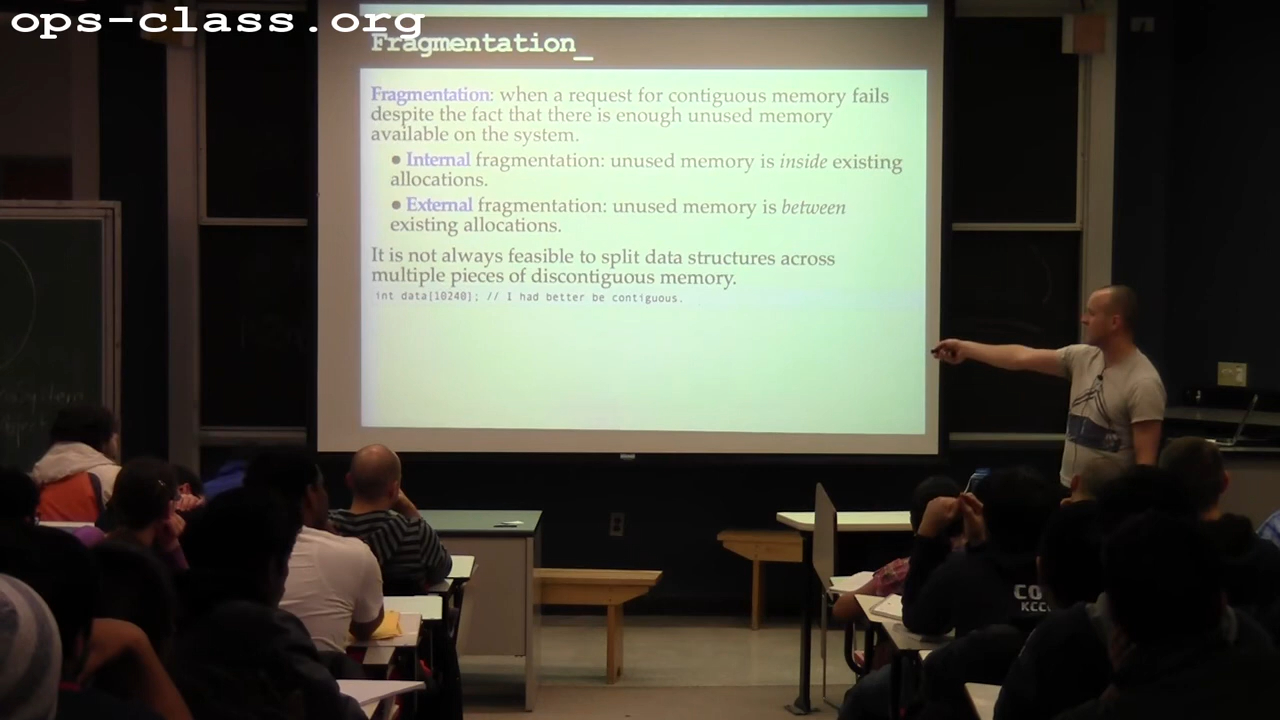 ops-class.org
Fragmentation_
Fragmentation: when a request for contiguous memory fails
despite the fact that there is enough unused memory
available on the system.
● Internal fragmentation: unused memory is inside existing
allocations.
● External fragmentation: unused memory is between
existing allocations.
It is not always feasible to split data structures across
multiple pieces of discontiguous memory.
int data[10240]; // I had better be contiguous.
CO
KCC